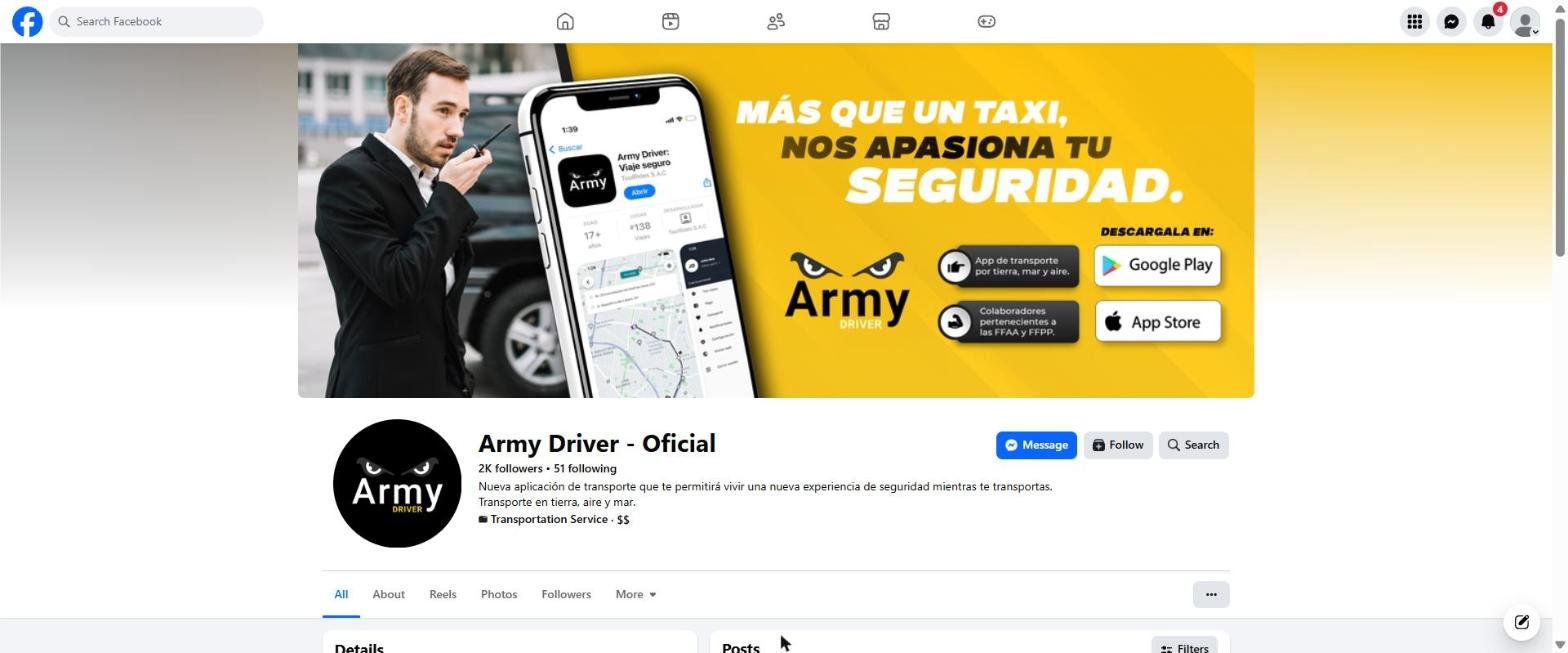 Search Facebook
4
MÁS QUE UN TAXI,
NOS APASIONA TU
SEGURIDAD.
1:39
Buscar
Army
Army Driver:
Viaje seguro
TourRides S.A.C
Abrir
17+
años
#138
Viajes
DESCARGALA EN:
Army
DRIVER
App de transporte
por tierra, mar y aire.
Google Play
Colaboradores
pertenecientes a
las FFAA y FFPP.
App Store
Army
DRIVER
Army Driver - Oficial
2K followers • 51 following
Nueva aplicación de transporte que te permitirá vivir una nueva experiencia de seguridad mientras te transportas.
Transporte en tierra, aire y mar.
Transportation Service · $$
Message
Follow
Search
All
About
Reels
Photos
Followers
More
Details
Posts
Filters